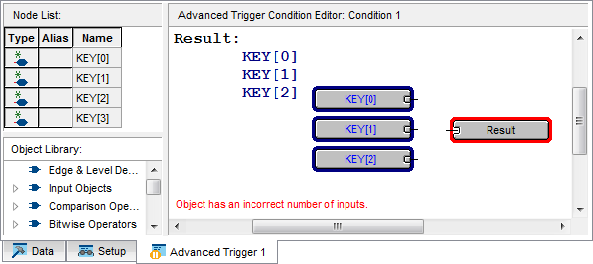 Node List:
Type Alias Name
KEY[0]
KEY[1]
KEY[2]
KEY[3]
Object Library:
Edge & Level De...
Input Objects
Comparison Ope...
Bitwise Operators
Advanced Trigger Condition Editor: Condition 1
Result:
KEY[0]
KEY[1]
KEY[2]
KEY[0]
KEY[1]
KEY[2]
Resut
Object has an incorrect number of inputs.
Data Setup Advanced Trigger 1